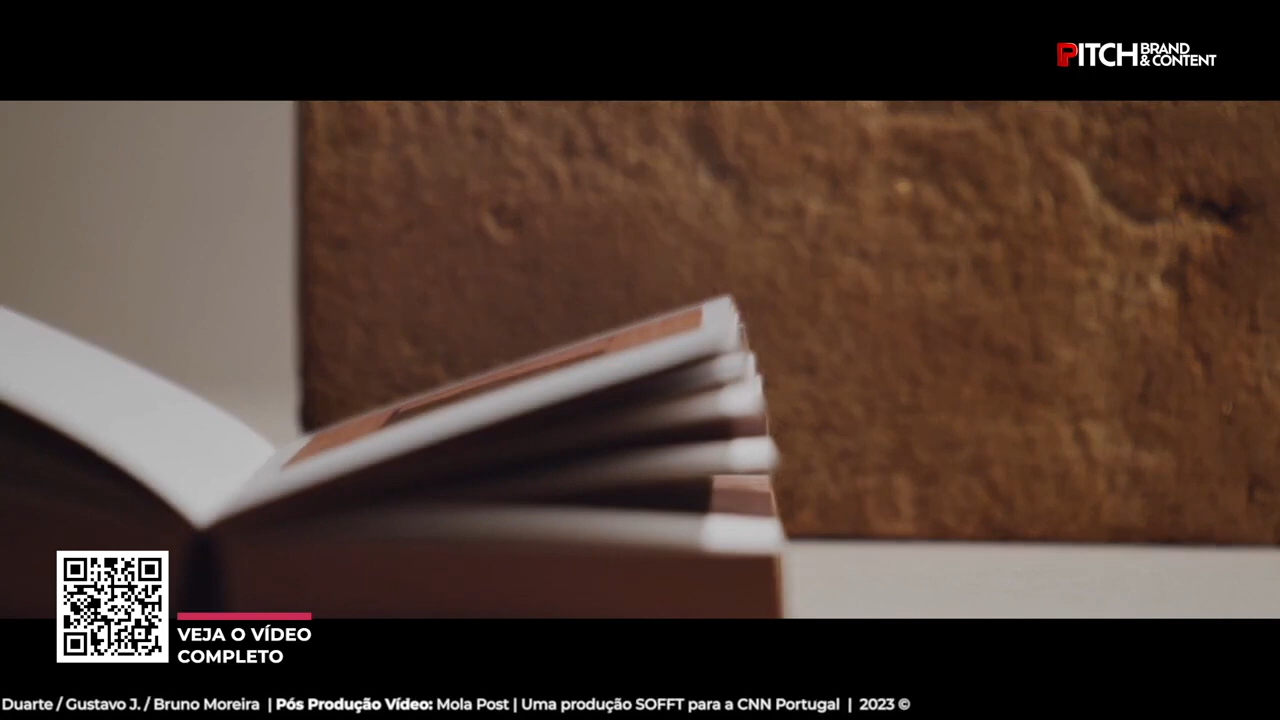 PITCH BRAND
& CONTENT
VEJA O VÍDEO
COMPLETO
Duarte / Gustavo J. / Bruno Moreira | Pós Produção Vídeo: Mola Post | Uma produção SOFFT para a CNN Portugal | 2023 ©